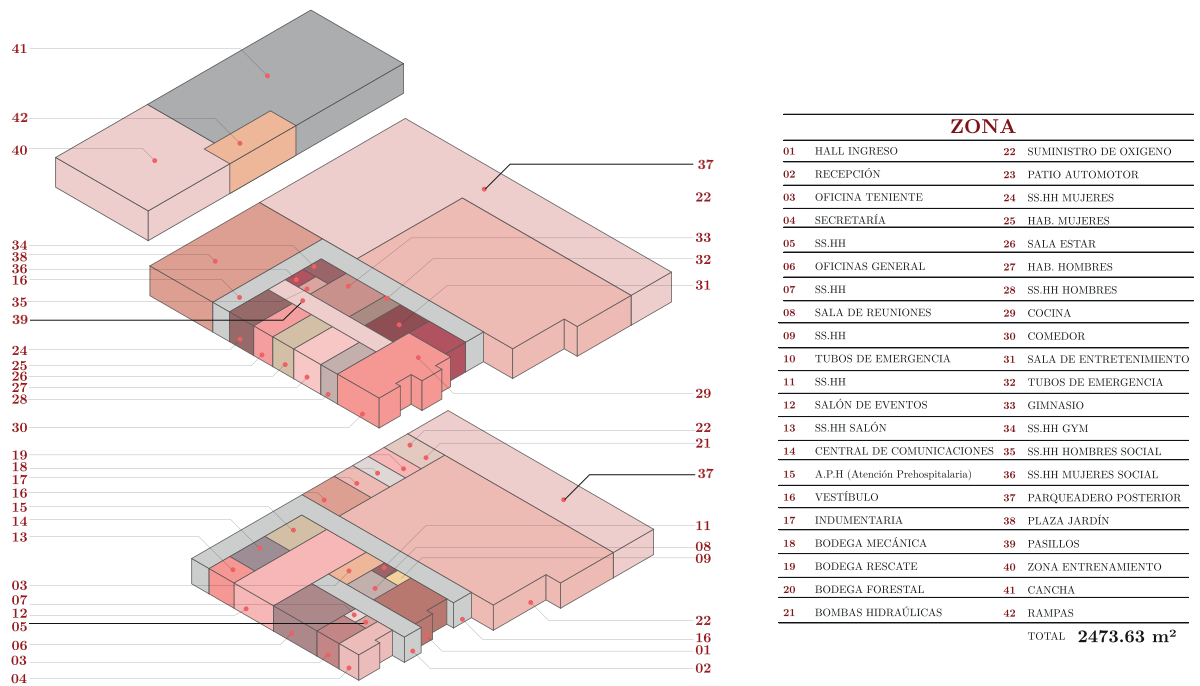 41
42
40
37
22
34
38
36
16
35
39
24
25
26
27
28
30
33
32
31
29
22
21
37
19
18
17
16
15
14
13
03
07
12
05
06
03
04
11
08
09
22
16
01
02
ZONA
01 HALL INGRESO 22 SUMINISTRO DE OXIGENO
02 RECEPCIÓN 23 PATIO AUTOMOTOR
03 OFICINA TENIENTE 24 SS.HH MUJERES
04 SECRETARÍA 25 HAB. MUJERES
05 SS.HH 26 SALA ESTAR
06 OFICINAS GENERAL 27 HAB. HOMBRES
07 SS.HH 28 SS.HH HOMBRES
08 SALA DE REUNIONES 29 COCINA
09 SS.HH 30 COMEDOR
10 TUBOS DE EMERGENCIA 31 SALA DE ENTRETENIMIENTO
11 SS.HH 32 TUBOS DE EMERGENCIA
12 SALÓN DE EVENTOS 33 GIMNASIO
13 SS.HH SALÓN 34 SS.HH GYM
14 CENTRAL DE COMUNICACIONES 35 SS.HH HOMBRES SOCIAL
15 A.P.H (Atención Prehospitalaria) 36 SS.HH MUJERES SOCIAL
16 VESTÍBULO 37 PARQUEADERO POSTERIOR
17 INDUMENTARIA 38 PLAZA JARDÍN
18 BODEGA MECÁNICA 39 PASILLOS
19 BODEGA RESCATE 40 ZONA ENTRENAMIENTO
20 BODEGA FORESTAL 41 CANCHA
21 BOMBAS HIDRAÚLICAS 42 RAMPAS
TOTAL 2473.63 m²